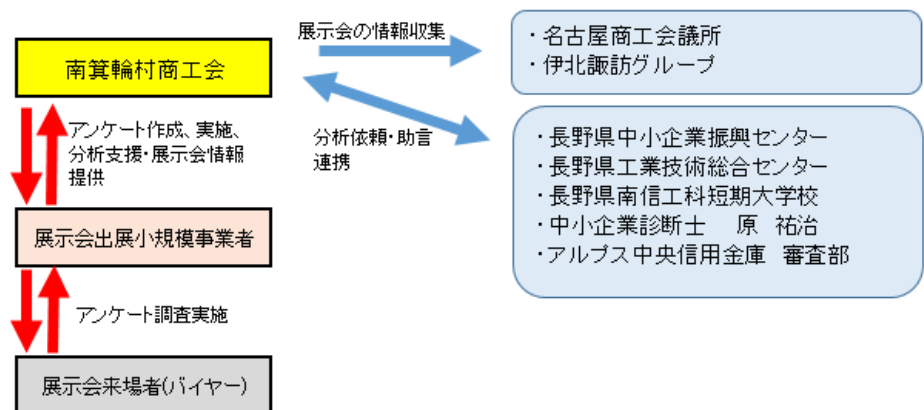 展示会の情報収集
・名古屋商工会議所
・伊北諏訪グループ
南箕輪村商工会
アンケート作成、実施、
分析支援・展示会情報
提供
分析依頼・助言
連携
・長野県中小企業振興センター
・長野県工業技術総合センター
・長野県南信工科短期大学校
・中小企業診断士　原　祐治
・アルプス中央信用金庫　審査部
展示会出展小規模事業者
アンケート調査実施
展示会来場者(バイヤー)